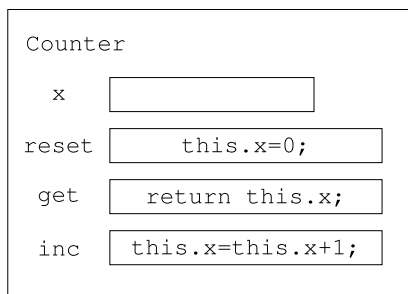 Counter
x
reset this.x=0;
get return this.x;
inc this.x=this.x+1;